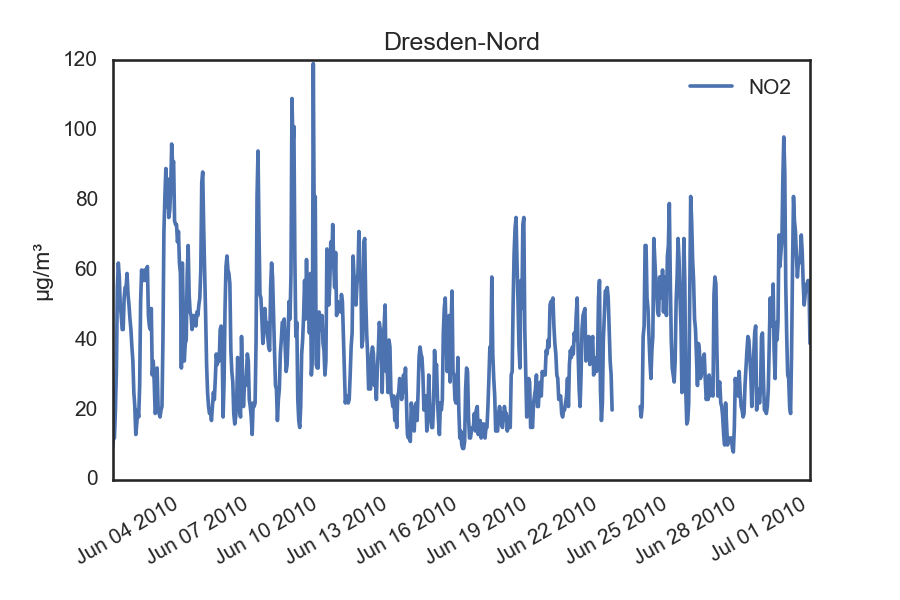 Dresden-Nord
NO2
µg/m³
120
100
80
60
40
20
0
Jun 04 2010
Jun 07 2010
Jun 10 2010
Jun 13 2010
Jun 16 2010
Jun 19 2010
Jun 22 2010
Jun 25 2010
Jun 28 2010
Jul 01 2010